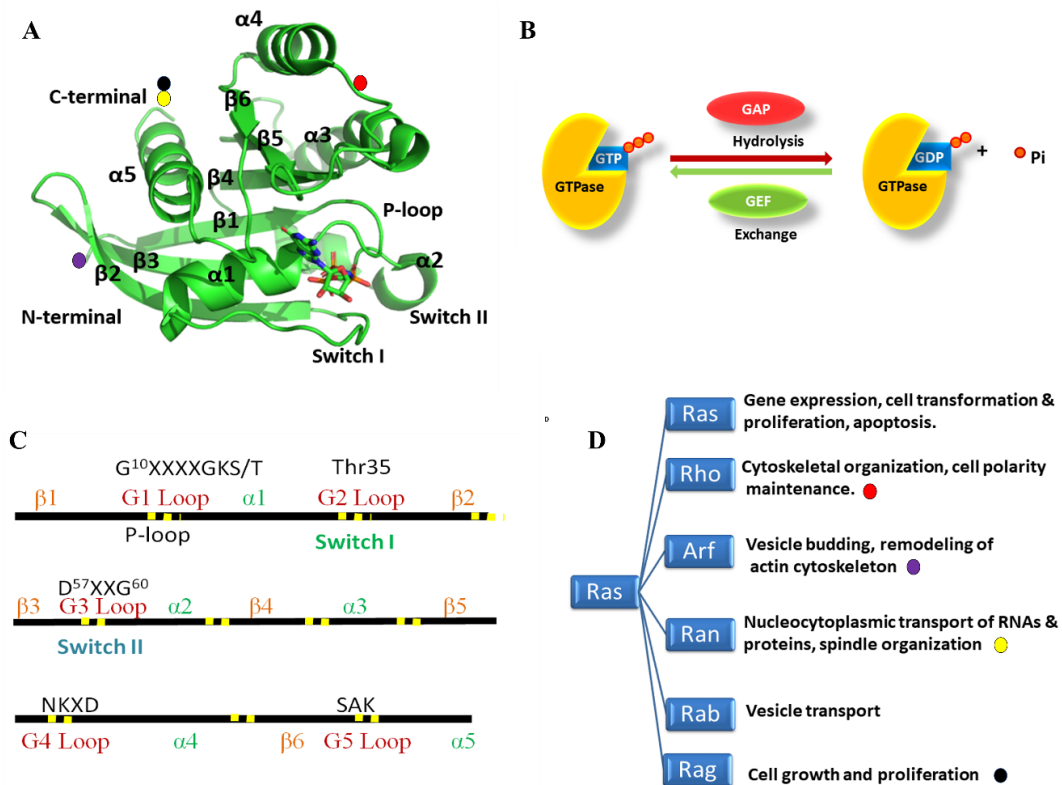 A
α4
C-terminal
β6
β5
α3
α5
β4
P-loop
β1
β3
β2
α1
α2
N-terminal
Switch II
Switch I
B
GAP
Hydrolysis
GTP
GTPase
GDP
GTPase
+
Pi
GEF
Exchange
C
G¹⁰XXXXGKS/T
Thr35
β1
G1 Loop
α1
G2 Loop
β2
P-loop
Switch I
D⁵⁷XXG⁶⁰
β3
G3 Loop
α2
β4
α3
β5
Switch II
NKXD
SAK
G4 Loop
α4
β6
G5 Loop
α5
D
D
Ras
Ras
Gene expression, cell transformation &
proliferation, apoptosis.
Rho
Cytoskeletal organization, cell polarity
maintenance.
Arf
Vesicle budding, remodeling of
actin cytoskeleton
Ran
Nucleocytoplasmic transport of RNAs &
proteins, spindle organization
Rab
Vesicle transport
Rag
Cell growth and proliferation